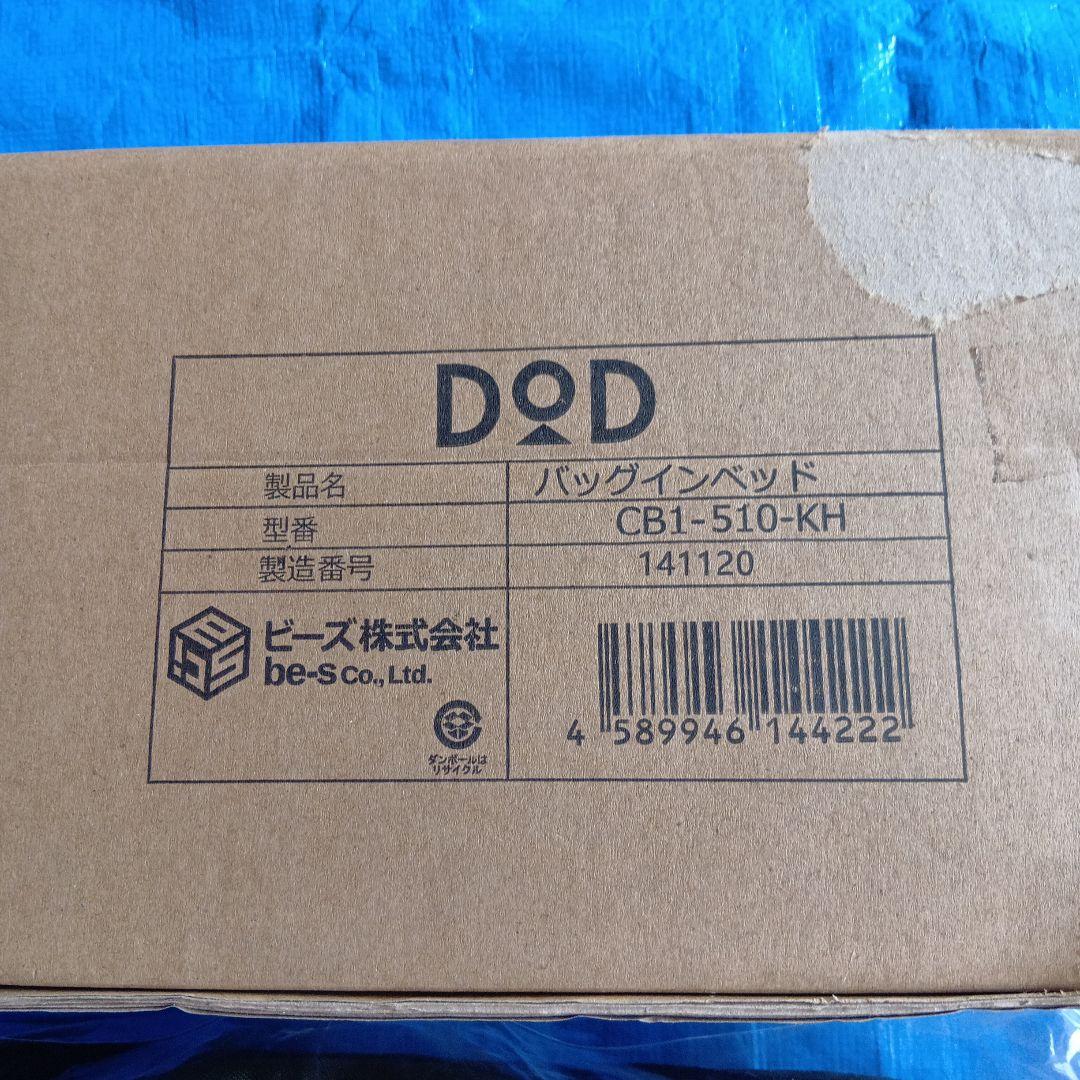 DOD
製品名 バッグインベッド
型番 CB1-510-KH
製造番号 141120
ビーズ株式会社
be-s Co., Ltd.
ダンボールは
リサイクル
4 589946 144222